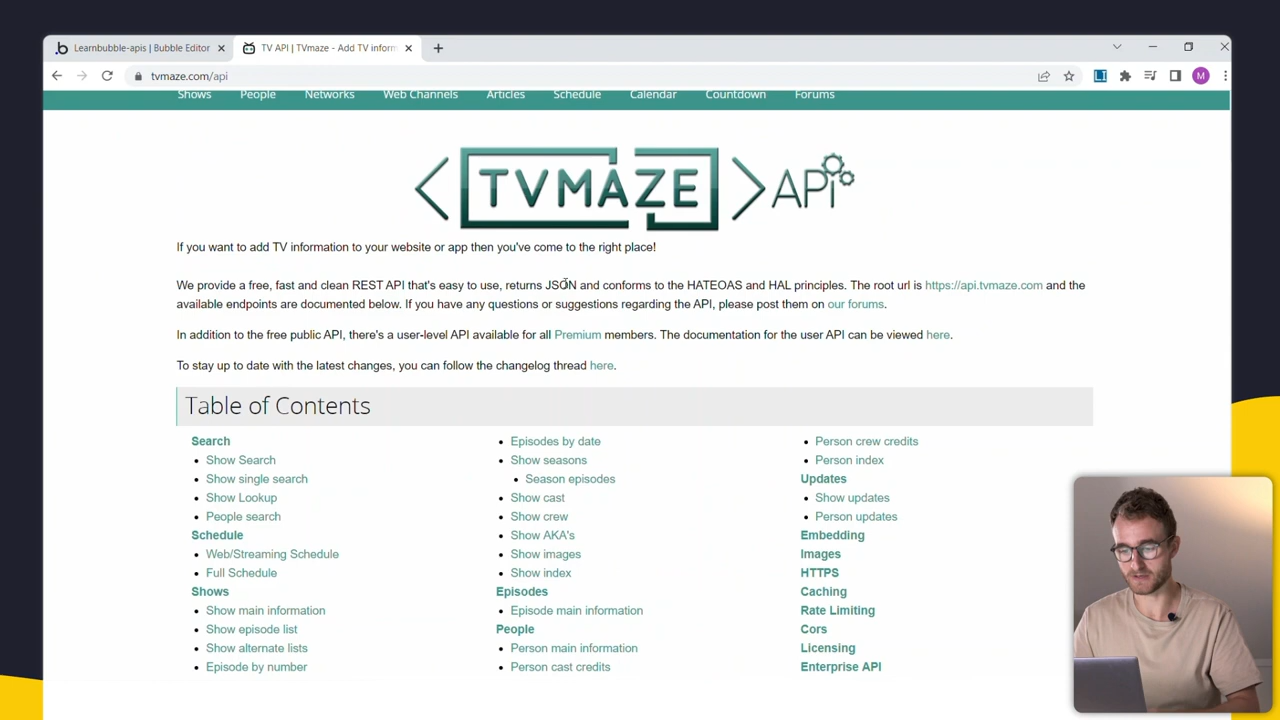 Learnbubble-apis | Bubble Editor
TV API | TVmaze - Add TV inform
tvmaze.com/api
M
Shows People Networks Web Channels Articles Schedule Calendar Countdown Forums
TVMAZE API
If you want to add TV information to your website or app then you've come to the right place!
We provide a free, fast and clean REST API that's easy to use, returns JSON and conforms to the HATEOAS and HAL principles. The root url is https://api.tvmaze.com and the
available endpoints are documented below. If you have any questions or suggestions regarding the API, please post them on our forums.
In addition to the free public API, there's a user-level API available for all Premium members. The documentation for the user API can be viewed here.
To stay up to date with the latest changes, you can follow the changelog thread here.
Table of Contents
Search
Show Search
Show single search
Show Lookup
People search
Schedule
Web/Streaming Schedule
Full Schedule
Shows
Show main information
Show episode list
Show alternate lists
Episode by number
Episodes by date
Show seasons
Season episodes
Show cast
Show crew
Show AKA's
Show images
Show index
Episodes
Episode main information
People
Person main information
Person cast credits
Person crew credits
Person index
Updates
Show updates
Person updates
Embedding
Images
HTTPS
Caching
Rate Limiting
Cors
Licensing
Enterprise API